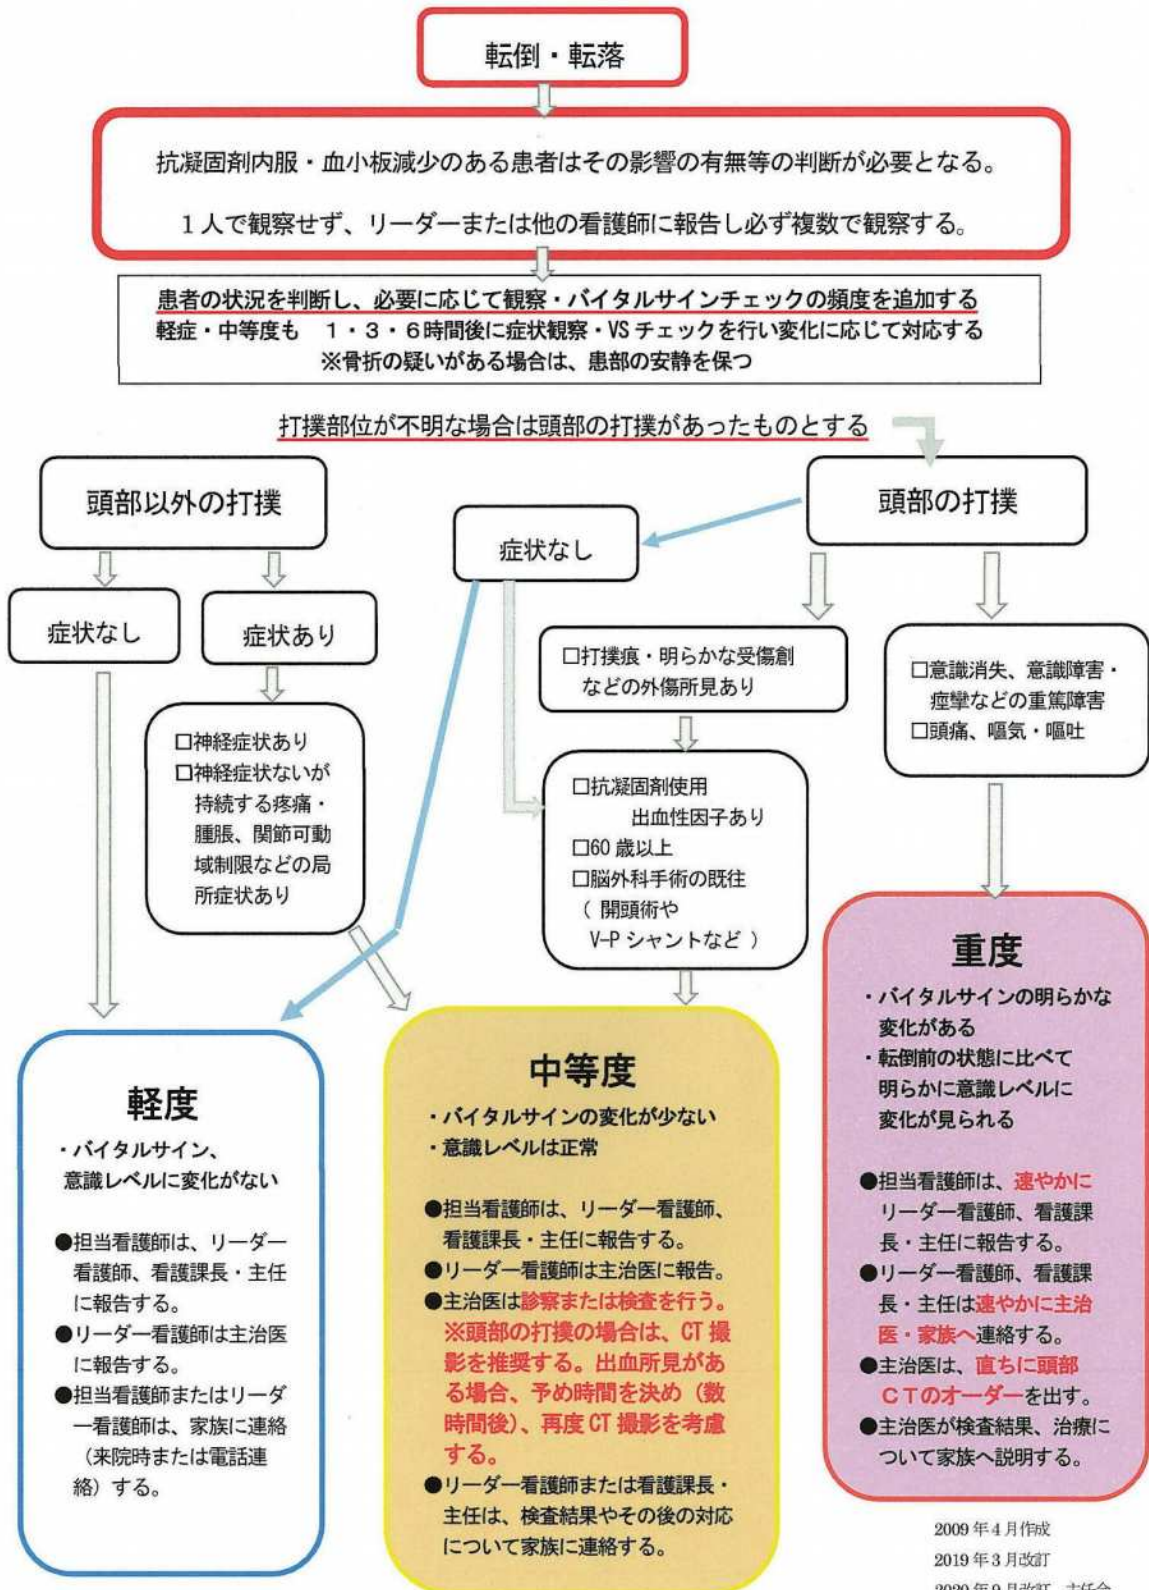 転倒・転落
抗凝固剤内服・血小板減少のある患者はその影響の有無等の判断が必要となる。
1人で観察せず、リーダーまたは他の看護師に報告し必ず複数で観察する。
患者の状況を判断し、必要に応じて観察・バイタルサインチェックの頻度を追加する
軽症・中等度も 1・3・6時間後に症状観察・VSチェックを行い変化に応じて対応する
※骨折の疑いがある場合は、患部の安静を保つ
打撲部位が不明な場合は頭部の打撲があったものとする
頭部以外の打撲
症状なし
症状あり
□神経症状あり
□神経症状ないが
持続する疼痛・
腫脹、関節可動
域制限などの局
所症状あり
頭部の打撲
症状なし
□打撲痕・明らかな受傷創
などの外傷所見あり
□抗凝固剤使用
出血性因子あり
□60歳以上
□脳外科手術の既往
（ 開頭術や
V-Pシャントなど ）
□意識消失、意識障害・
痙攣などの重篤障害
□頭痛、嘔気・嘔吐
軽度
・バイタルサイン、
意識レベルに変化がない
●担当看護師は、リーダー
看護師、看護課長・主任
に報告する。
●リーダー看護師は主治医
に報告する。
●担当看護師またはリーダ
ー看護師は、家族に連絡
（来院時または電話連
絡）する。
中等度
・バイタルサインの変化が少ない
・意識レベルは正常
●担当看護師は、リーダー看護師、
看護課長・主任に報告する。
●リーダー看護師は主治医に報告。
●主治医は診察または検査を行う。
※頭部の打撲の場合は、CT撮
影を推奨する。出血所見があ
る場合、予め時間を決め（数
時間後）、再度CT撮影を考慮
する。
●リーダー看護師または看護課長・
主任は、検査結果やその後の対応
について家族に連絡する。
重度
・バイタルサインの明らかな
変化がある
・転倒前の状態に比べて
明らかに意識レベルに
変化が見られる
●担当看護師は、速やかに
リーダー看護師、看護課
長・主任に報告する。
●リーダー看護師、看護課
長・主任は速やかに主治
医・家族へ連絡する。
●主治医は、直ちに頭部
ＣＴのオーダーを出す。
●主治医が検査結果、治療に
ついて家族へ説明する。
2009年4月作成
2019年3月改訂
2020年9月改訂 主任会